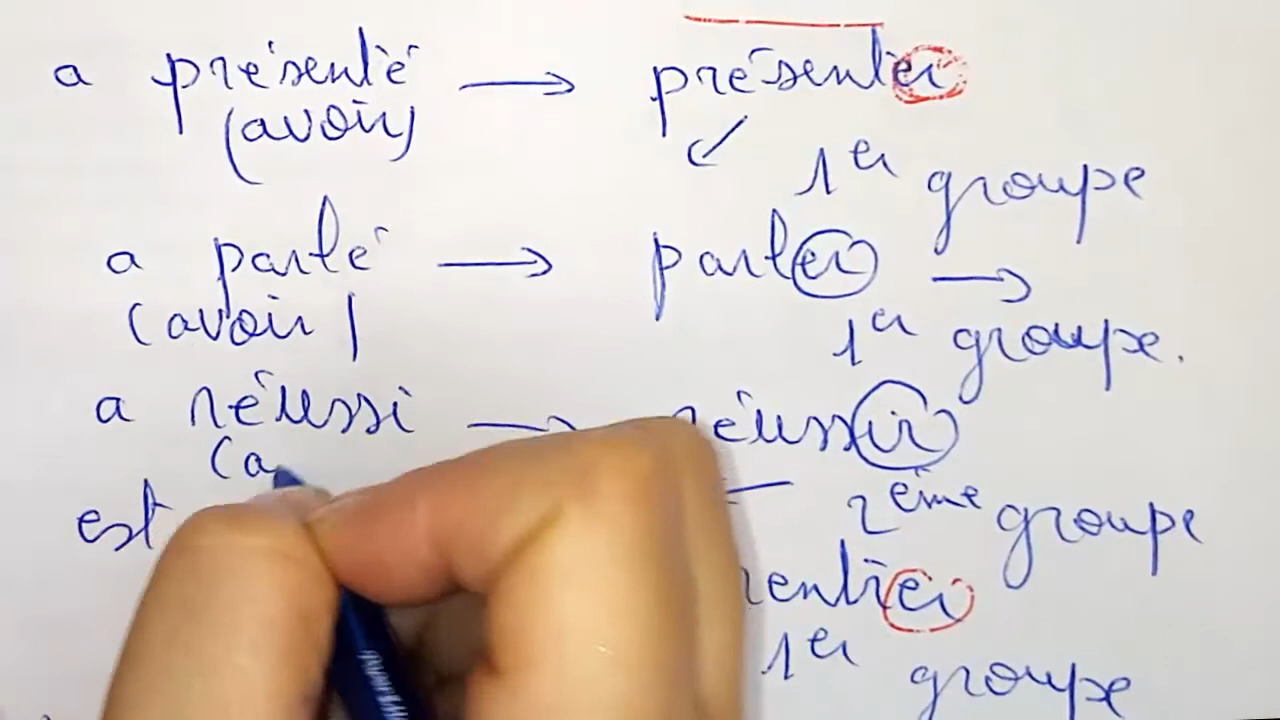 a présenté → présenter
(avoir)
1er groupe
a parlé → parler →
(avoir)
1er groupe.
a réussi → réussir
(a
2ème groupe
est
1er groupe